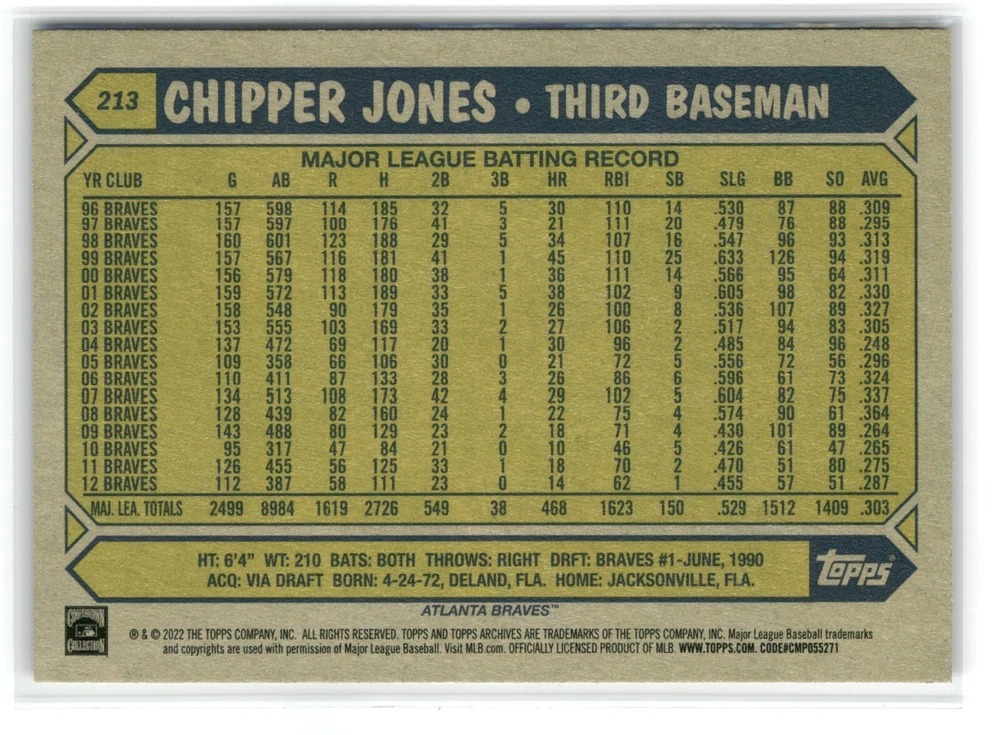 213 CHIPPER JONES • THIRD BASEMAN
MAJOR LEAGUE BATTING RECORD
YR CLUB G AB R H 2B 3B HR RBI SB SLG BB SO AVG
96 BRAVES 157 598 114 185 32 5 30 110 14 .530 87 88 .309
97 BRAVES 157 597 100 176 41 3 21 111 20 .479 76 88 .295
98 BRAVES 160 601 123 188 29 5 34 107 16 .547 96 93 .313
99 BRAVES 157 567 116 181 41 1 45 110 25 .633 126 94 .319
00 BRAVES 156 579 118 180 38 1 36 111 14 .566 95 64 .311
01 BRAVES 159 572 113 189 33 5 38 102 9 .605 98 82 .330
02 BRAVES 158 548 90 179 35 1 26 100 8 .536 107 89 .327
03 BRAVES 153 555 103 169 33 2 27 106 2 .517 94 83 .305
04 BRAVES 137 472 69 117 20 1 30 96 2 .485 84 96 .248
05 BRAVES 109 358 66 106 30 0 21 72 5 .556 72 56 .296
06 BRAVES 110 411 87 133 28 3 26 86 6 .596 61 73 .324
07 BRAVES 134 513 108 173 42 4 29 102 5 .604 82 75 .337
08 BRAVES 128 439 82 160 24 1 22 75 4 .574 90 61 .364
09 BRAVES 143 488 80 129 23 2 18 71 4 .430 101 89 .264
10 BRAVES 95 317 47 84 21 0 10 46 5 .426 61 47 .265
11 BRAVES 126 455 56 125 33 1 18 70 2 .470 51 80 .275
12 BRAVES 112 387 58 111 23 0 14 62 1 .455 57 51 .287
MAJ. LEA. TOTALS 2499 8984 1619 2726 549 38 468 1623 150 .529 1512 1409 .303
HT: 6'4" WT: 210 BATS: BOTH THROWS: RIGHT DRFT: BRAVES #1-JUNE, 1990
ACQ: VIA DRAFT BORN: 4-24-72, DELAND, FLA. HOME: JACKSONVILLE, FLA.
Topps®
ATLANTA BRAVES™
COOPERSTOWN
COLLECTION
® & © 2022 THE TOPPS COMPANY, INC. ALL RIGHTS RESERVED. TOPPS AND TOPPS ARCHIVES ARE TRADEMARKS OF THE TOPPS COMPANY, INC. Major League Baseball trademarks
and copyrights are used with permission of Major League Baseball. Visit MLB.com. OFFICIALLY LICENSED PRODUCT OF MLB. WWW.TOPPS.COM. CODE#CMP055271